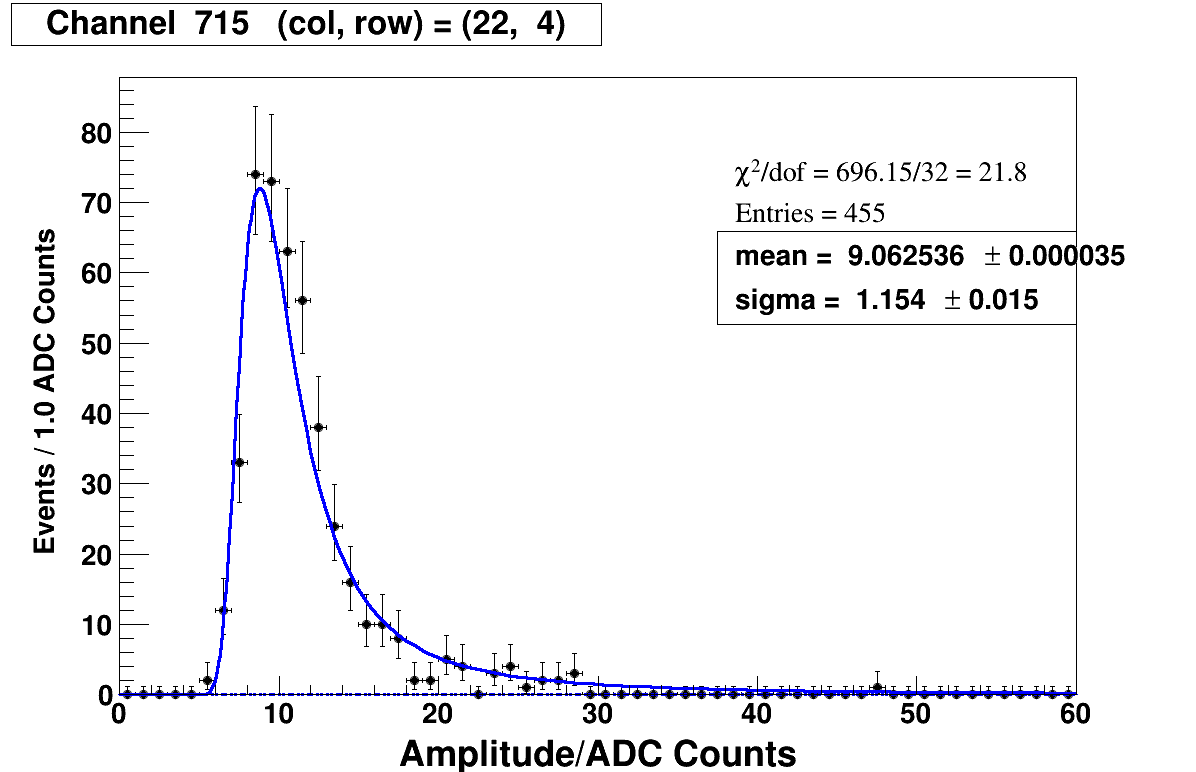 Channel 715 (col, row) = (22, 4)
χ²/dof = 696.15/32 = 21.8
Entries = 455
mean = 9.062536 ± 0.000035
sigma = 1.154 ± 0.015
Events / 1.0 ADC Counts
80
70
60
50
40
30
20
10
0
0 10 20 30 40 50 60
Amplitude/ADC Counts